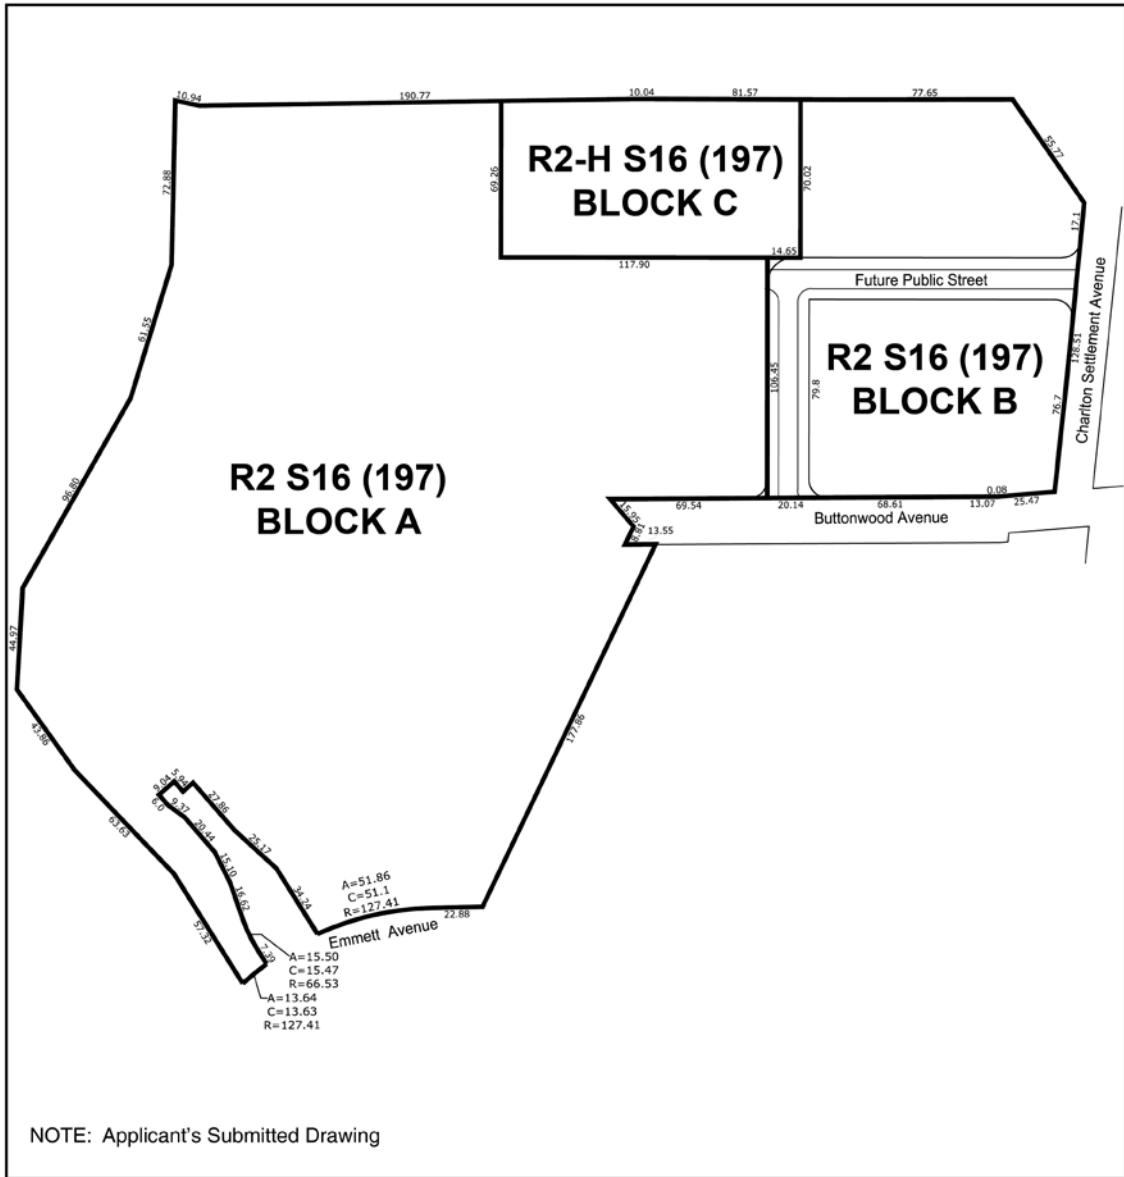 10.94
190.77
10.04
81.57
77.65
55.77
72.88
69.26
R2-H S16 (197)
BLOCK C
70.02
17.1
14.65
117.90
Future Public Street
Charlton Settlement Avenue
61.55
106.45
79.8
R2 S16 (197)
BLOCK B
128.51
76.7
96.80
R2 S16 (197)
BLOCK A
0.08
69.54
20.14
68.61
13.07
25.47
15.95
8.81
13.55
Buttonwood Avenue
44.97
43.86
177.86
9.04
5.94
6.0
9.37
27.86
63.63
20.44
25.17
15.10
16.62
34.24
A=51.86
C=51.1
R=127.41
22.88
Emmett Avenue
57.32
7.39
A=15.50
C=15.47
R=66.53
A=13.64
C=13.63
R=127.41
NOTE: Applicant's Submitted Drawing